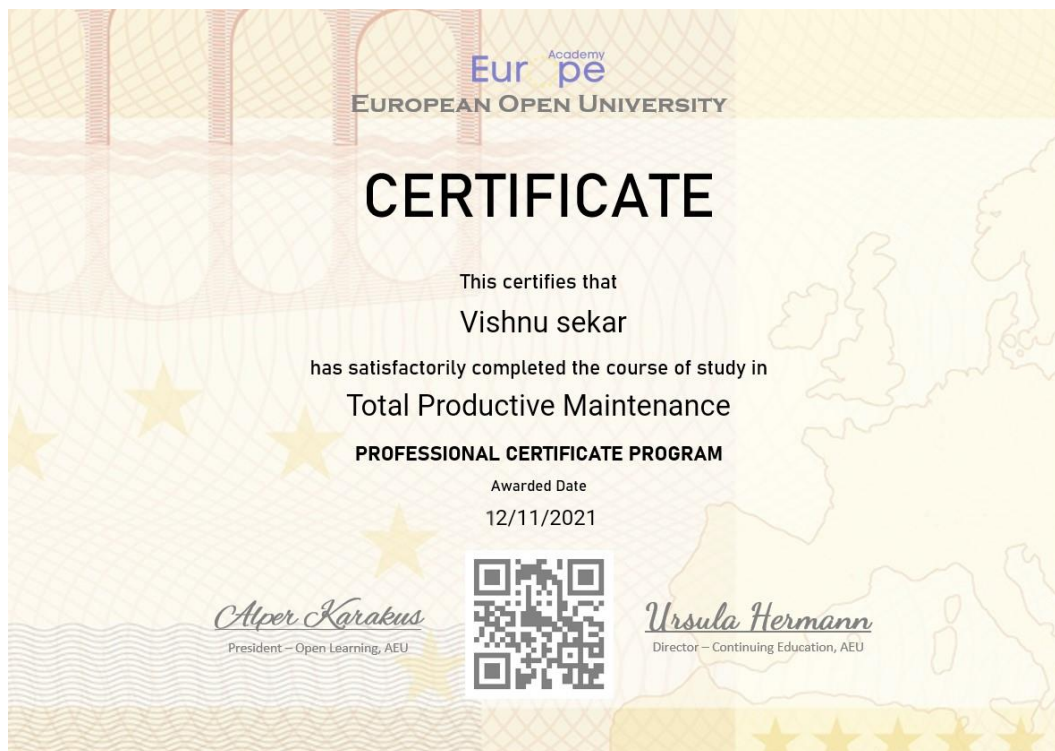 Academy
Eur pe
EUROPEAN OPEN UNIVERSITY
CERTIFICATE
This certifies that
Vishnu sekar
has satisfactorily completed the course of study in
Total Productive Maintenance
PROFESSIONAL CERTIFICATE PROGRAM
Awarded Date
12/11/2021
Alper Karakus
President – Open Learning, AEU
Ursula Hermann
Director – Continuing Education, AEU